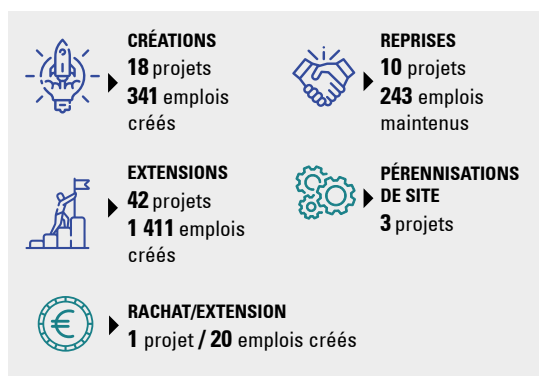 CRÉATIONS
18 projets
341 emplois
créés
REPRISES
10 projets
243 emplois
maintenus
EXTENSIONS
42 projets
1 411 emplois
créés
PÉRENNISATIONS
DE SITE
3 projets
€
RACHAT/EXTENSION
1 projet / 20 emplois créés